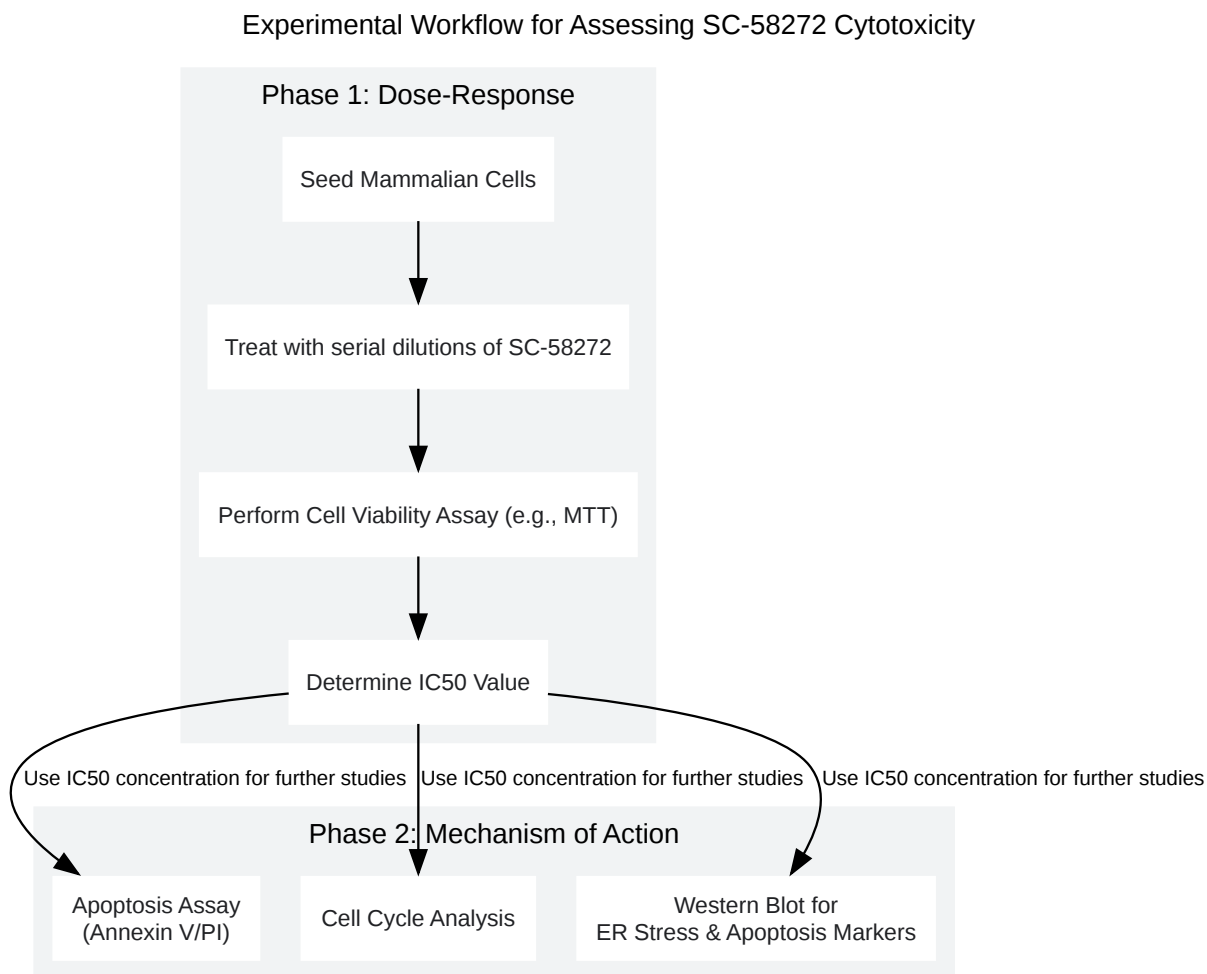 Experimental Workflow for Assessing SC-58272 Cytotoxicity
Phase 1: Dose-Response
Seed Mammalian Cells
Treat with serial dilutions of SC-58272
Perform Cell Viability Assay (e.g., MTT)
Determine IC50 Value
Use IC50 concentration for further studies
Use IC50 concentration for further studies
Use IC50 concentration for further studies
Phase 2: Mechanism of Action
Apoptosis Assay
(Annexin V/PI)
Cell Cycle Analysis
Western Blot for
ER Stress & Apoptosis Markers